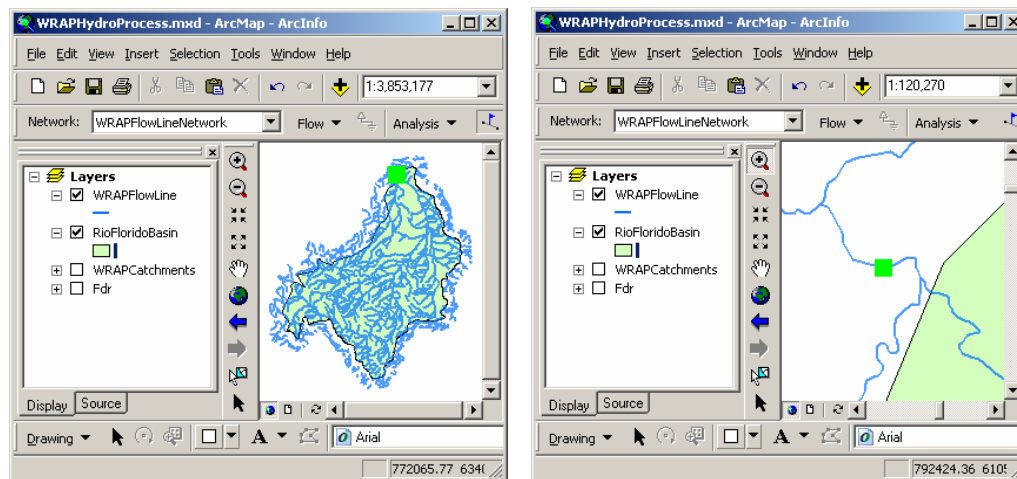 WRAPHydroProcess.mxd - ArcMap - ArcInfo
File Edit View Insert Selection Tools Window Help
1:3,853,177
Network: WRAPFlowLineNetwork Flow Analysis
Layers
WRAPFlowLine
RioFloridoBasin
WRAPCatchments
Fdr
Display Source
Drawing A Arial
772065.77 634
WRAPHydroProcess.mxd - ArcMap - ArcInfo
File Edit View Insert Selection Tools Window Help
1:120,270
Network: WRAPFlowLineNetwork Flow Analysis
Layers
WRAPFlowLine
RioFloridoBasin
WRAPCatchments
Fdr
Display Source
Drawing A Arial
792424.36 610